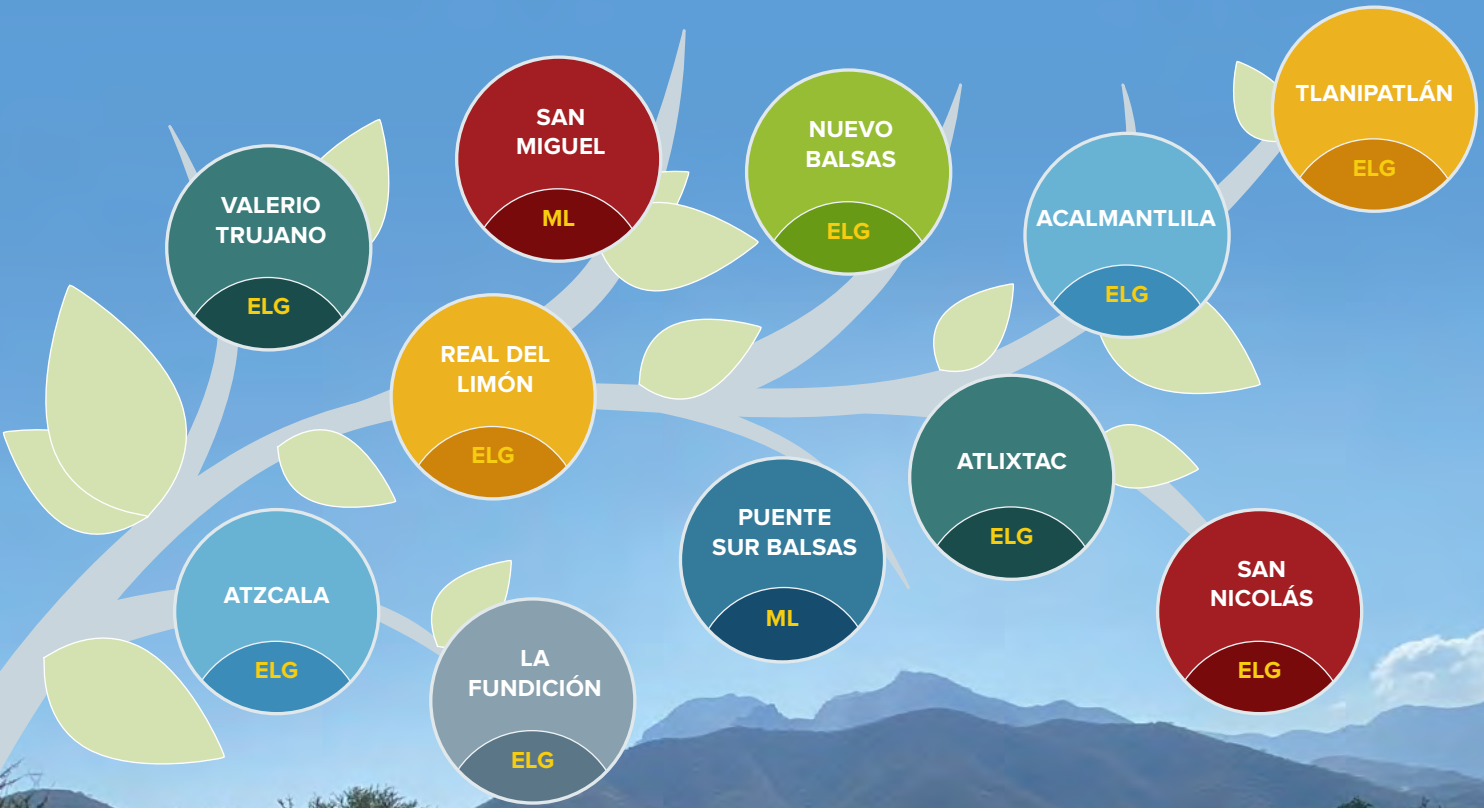 TLANIPATLÁN
ELG
SAN
MIGUEL
ML
NUEVO
BALSAS
ELG
VALERIO
TRUJANO
ELG
ACALMANTLILA
ELG
REAL DEL
LIMÓN
ELG
ATLIXTAC
ELG
PUENTE
SUR BALSAS
ML
SAN
NICOLÁS
ELG
ATZCALA
ELG
LA
FUNDICIÓN
ELG